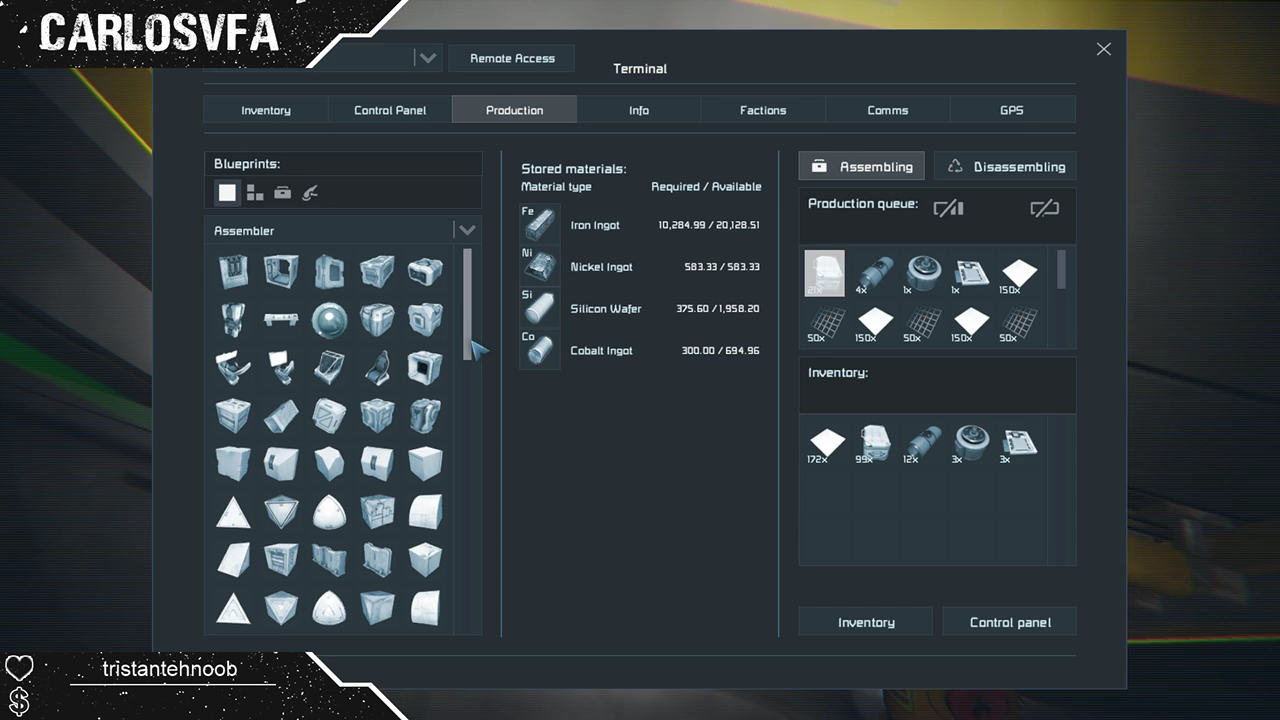 CARLOSVFA
Remote Access
Terminal
Inventory
Control Panel
Production
Info
Factions
Comms
GPS
Blueprints:
Assembler
Stored materials:
Material type Required / Available
Fe
Iron Ingot 10,284.99 / 20,128.51
Ni
Nickel Ingot 583.33 / 583.33
Si
Silicon Wafer 375.60 / 1,958.20
Co
Cobalt Ingot 300.00 / 694.96
Assembling
Disassembling
Production queue:
21x 4x 1x 1x 150x
50x 150x 50x 150x 50x
Inventory:
172x 99x 12x 3x 3x
Inventory
Control panel
tristantehnoob